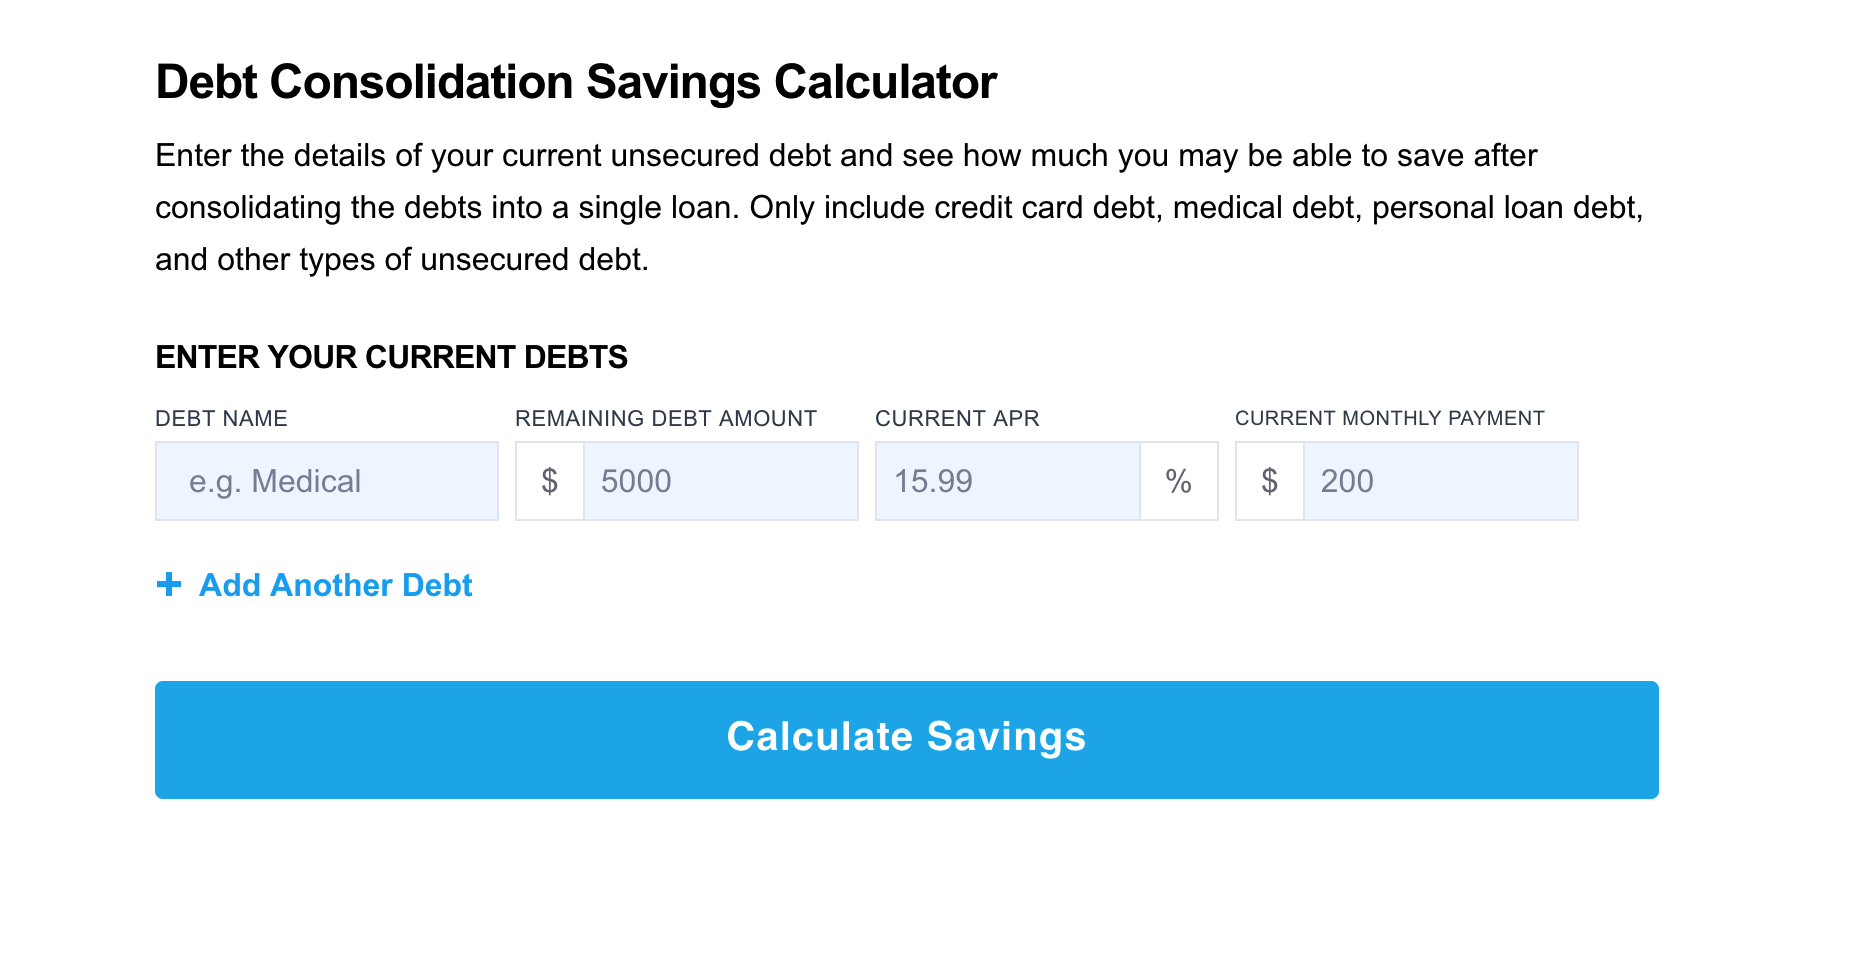 Debt Consolidation Savings Calculator
Enter the details of your current unsecured debt and see how much you may be able to save after
consolidating the debts into a single loan. Only include credit card debt, medical debt, personal loan debt,
and other types of unsecured debt.
ENTER YOUR CURRENT DEBTS
DEBT NAME REMAINING DEBT AMOUNT CURRENT APR CURRENT MONTHLY PAYMENT
e.g. Medical $ 5000 15.99 % $ 200
+ Add Another Debt
Calculate Savings